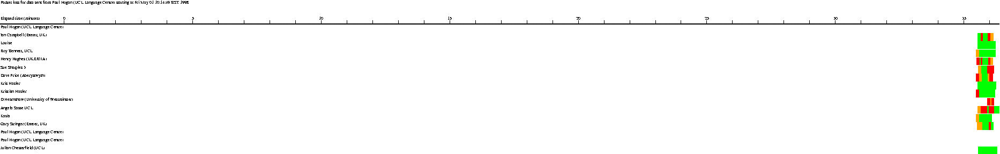 Packet loss for data sent from Paul Hogan (UCL Language Centre) starting at Fri May 01 10:14:49 BST 1998
Elapsed time (minutes) 0 5 10 15 20 25 30 35
Paul Hogan (UCL Language Centre)
Ian Campbell (Exeter, UK)
Louise
Roy Bennett, UCL
Henry Hughes (UKERNA)
Sue Sharples 3
Dave Price (Aberystwyth)
Kris Hasler
Kristian Hasler
D Hearnshaw (University of Westminster)
Angela Sasse UCL
Kasia
Gary Stringer (Exeter, UK)
Paul Hogan (UCL Language Centre)
Paul Hogan (UCL Language Centre)
Julian Chesterfield (UCL)